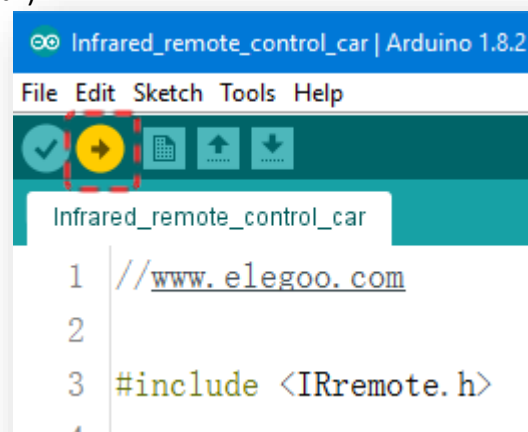 Infrared_remote_control_car | Arduino 1.8.2
File Edit Sketch Tools Help
Infrared_remote_control_car
1 //www.elegoo.com
2
3 #include <IRremote.h>